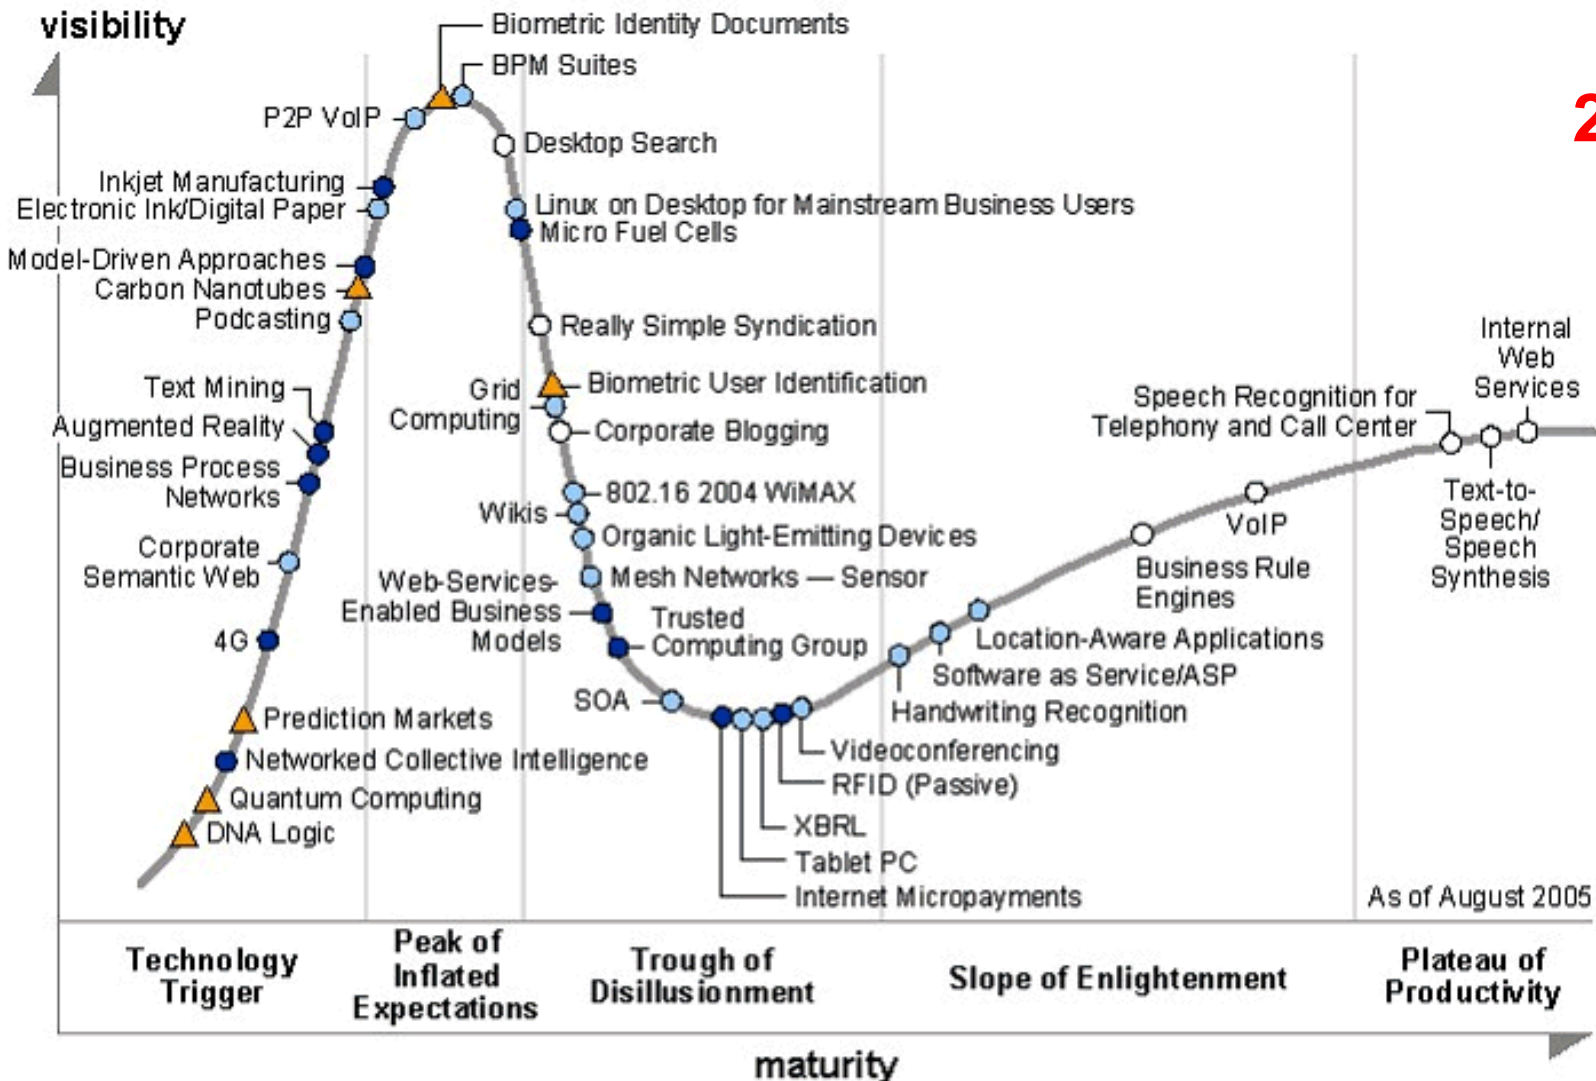 visibility
Biometric Identity Documents
BPM Suites
P2P VoIP
2
Desktop Search
Inkjet Manufacturing
Electronic Ink/Digital Paper
Linux on Desktop for Mainstream Business Users
Micro Fuel Cells
Model-Driven Approaches
Carbon Nanotubes
Podcasting
Really Simple Syndication
Internal
Web
Services
Text Mining
Augmented Reality
Business Process
Networks
Grid
Computing
Biometric User Identification
Corporate Blogging
Speech Recognition for
Telephony and Call Center
802.16 2004 WiMAX
Wikis
Organic Light-Emitting Devices
Text-to-
Speech/
Speech
Synthesis
VoIP
Corporate
Semantic Web
Mesh Networks — Sensor
Web-Services-
Enabled Business
Models
Business Rule
Engines
Trusted
Computing Group
4G
Location-Aware Applications
Software as Service/ASP
Handwriting Recognition
SOA
Prediction Markets
Networked Collective Intelligence
Quantum Computing
DNA Logic
Videoconferencing
RFID (Passive)
XBRL
Tablet PC
Internet Micropayments
As of August 2005
Technology
Trigger
Peak of
Inflated
Expectations
Trough of
Disillusionment
Slope of Enlightenment
Plateau of
Productivity
maturity